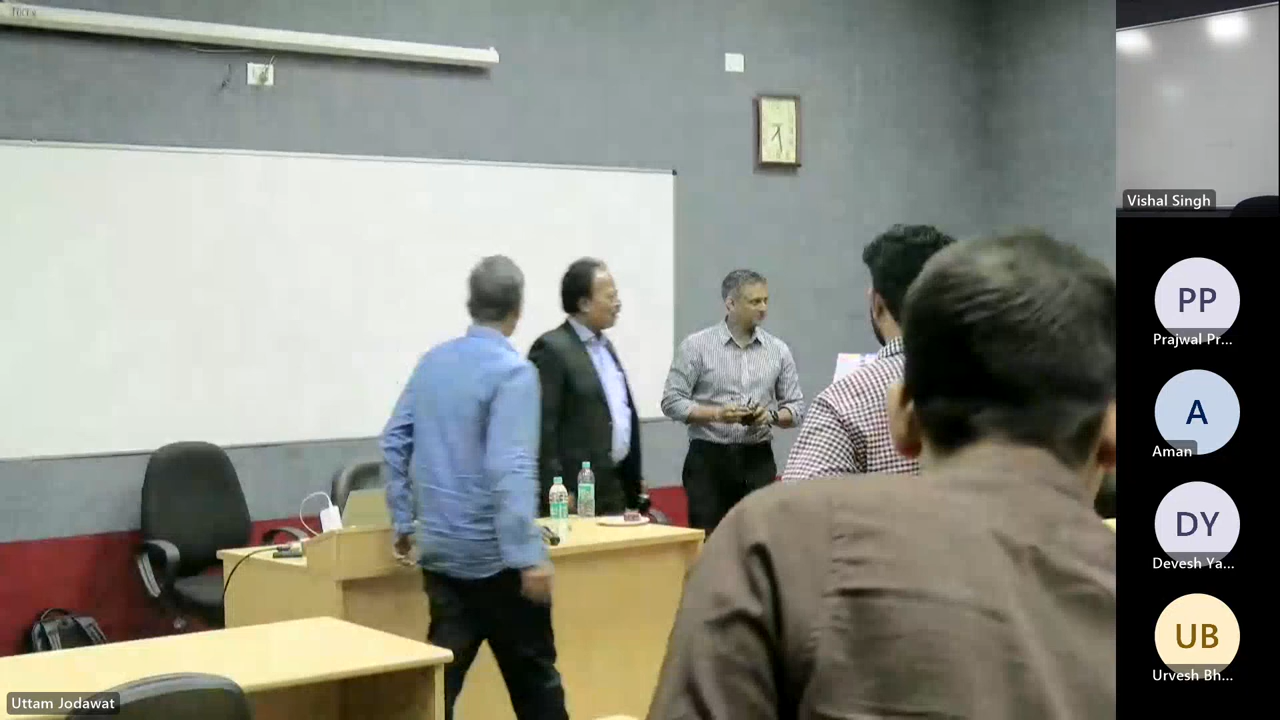 Vishal Singh
PP
Prajwal Pr...
A
Aman
DY
Devesh Ya...
UB
Urvesh Bh...
Uttam Jodawat